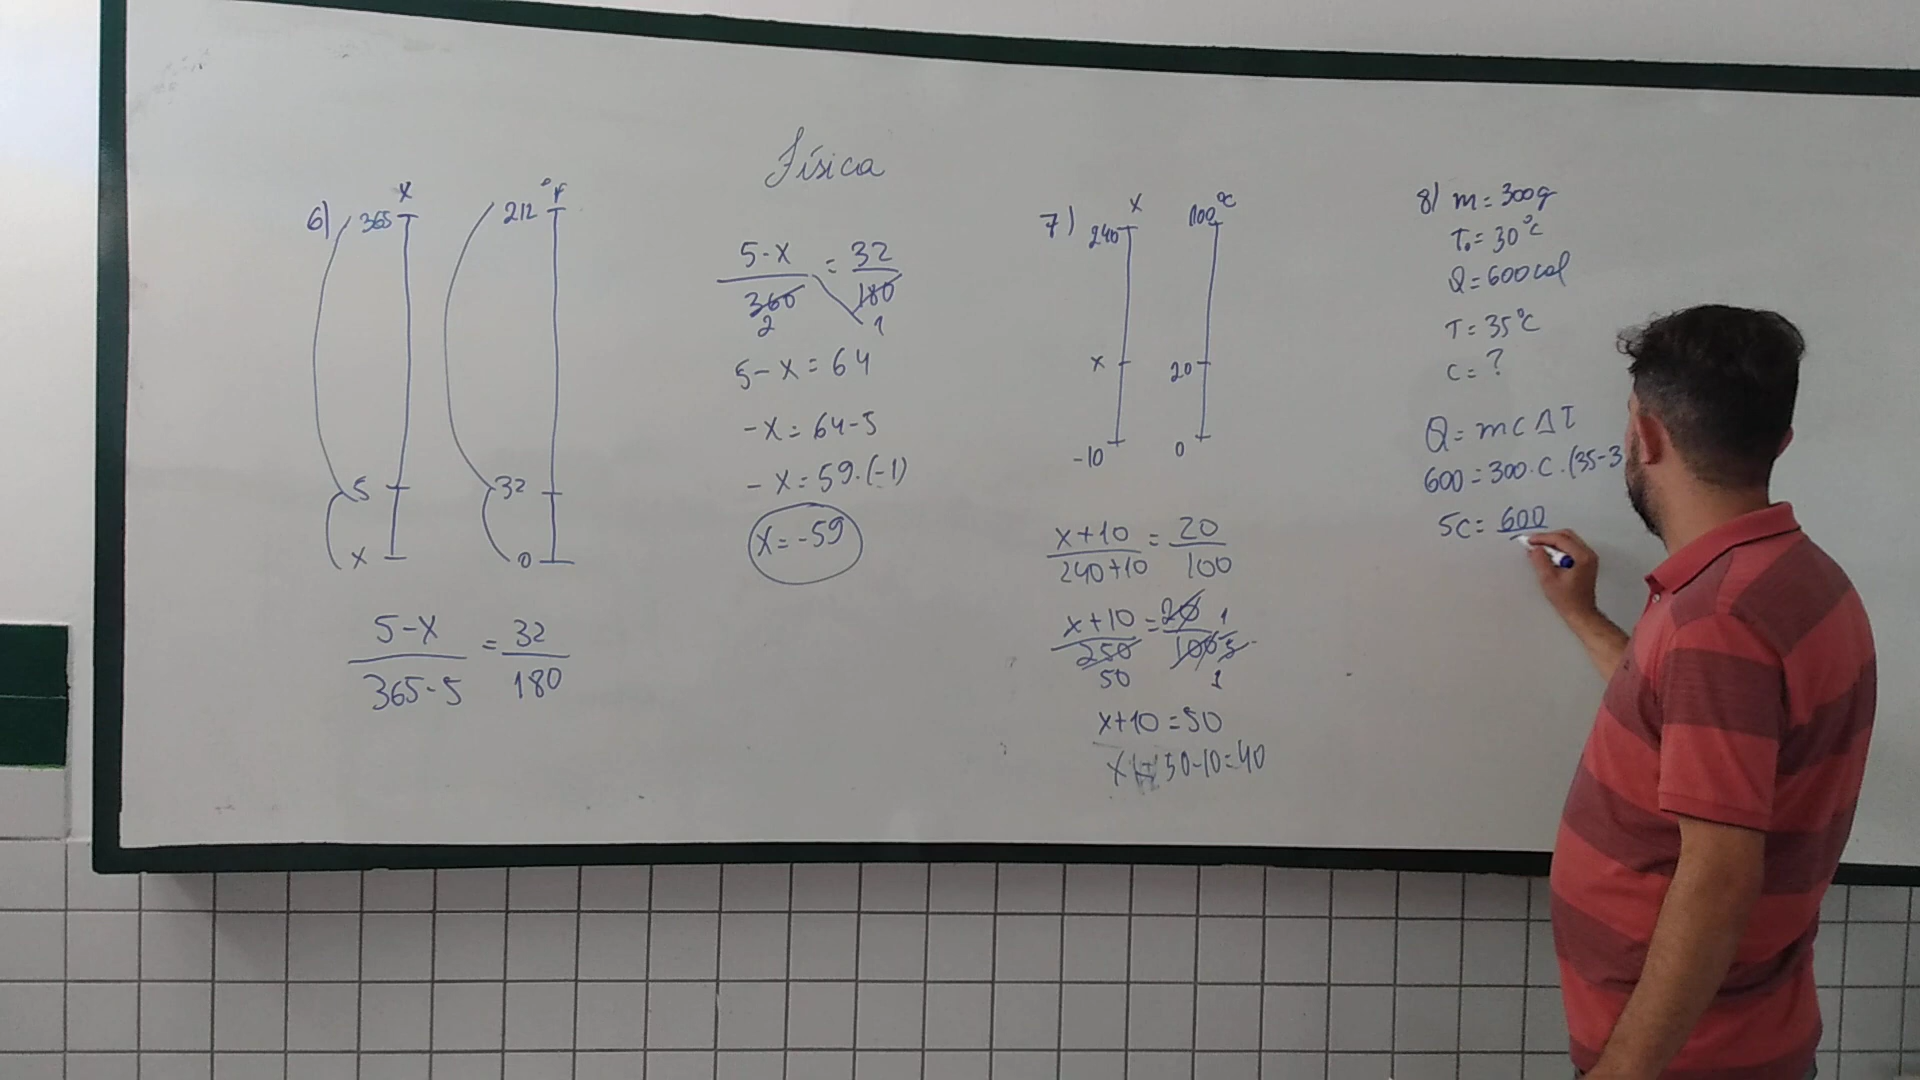 Física
6)
X
365
5
X
°F
212
32
0
5-X/365-5 = 32/180
5-X/360 = 32/180
2 1
5-X=64
-X=64-5
-X=59.(-1)
X=-59
7)
X
240
X
-10
°C
100
20
0
X+10/240+10 = 20/100
X+10/250 = 20/100 1 5
50 1
X+10=50
X 50-10=40
8) m=300g
T₀=30°C
Q=600cal
T=35°C
C=?
Q=mCΔT
600=300.C.(35-3
5C=600